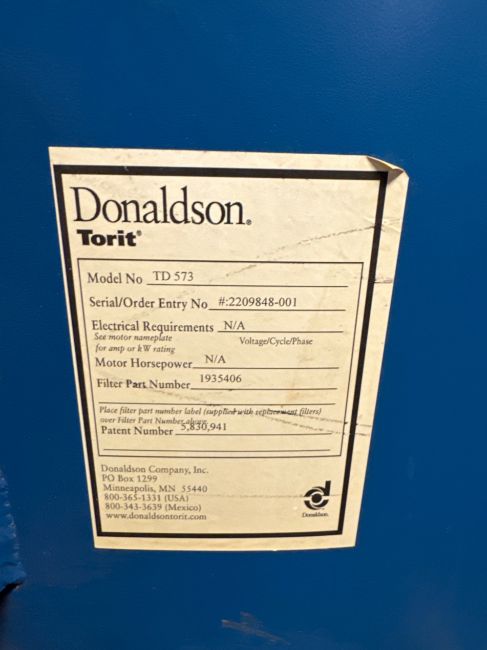 Donaldson.
Torit®
Model No TD 573
Serial/Order Entry No #:2209848-001
Electrical Requirements N/A
See motor nameplate Voltage/Cycle/Phase
for amp or kW rating
Motor Horsepower N/A
Filter Part Number 1935406
Place filter part number label (supplied with replacement filters)
over Filter Part Number above.
Patent Number 5,830,941
Donaldson Company, Inc.
PO Box 1299
Minneapolis, MN 55440
800-365-1331 (USA)
800-343-3639 (Mexico)
www.donaldsontorit.com
Donaldson.